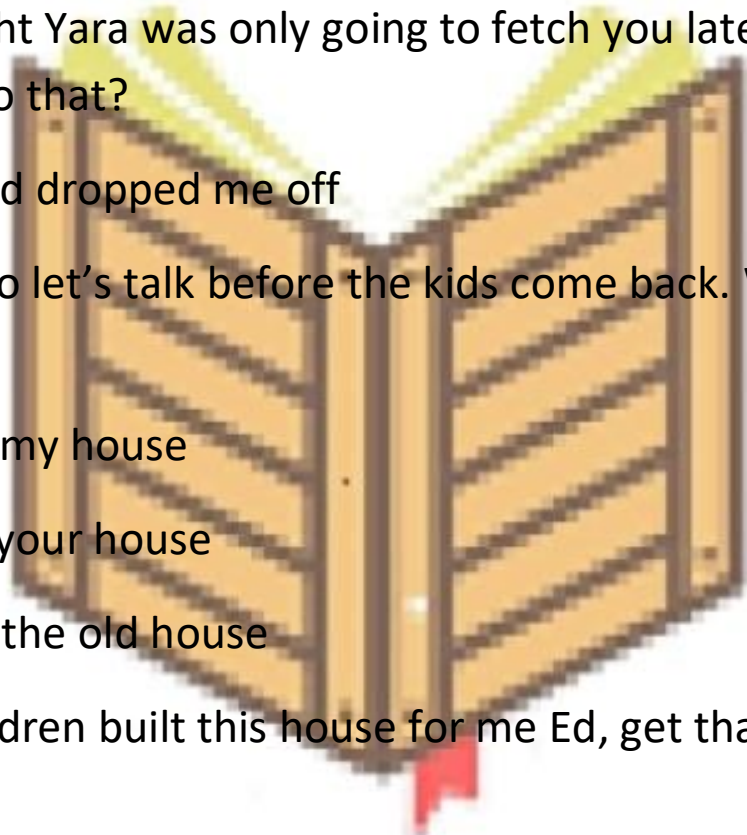 ht Yara was only going to fetch you late
o that?
d dropped me off
o let’s talk before the kids come back.
my house
your house
the old house
dren built this house for me Ed, get tha